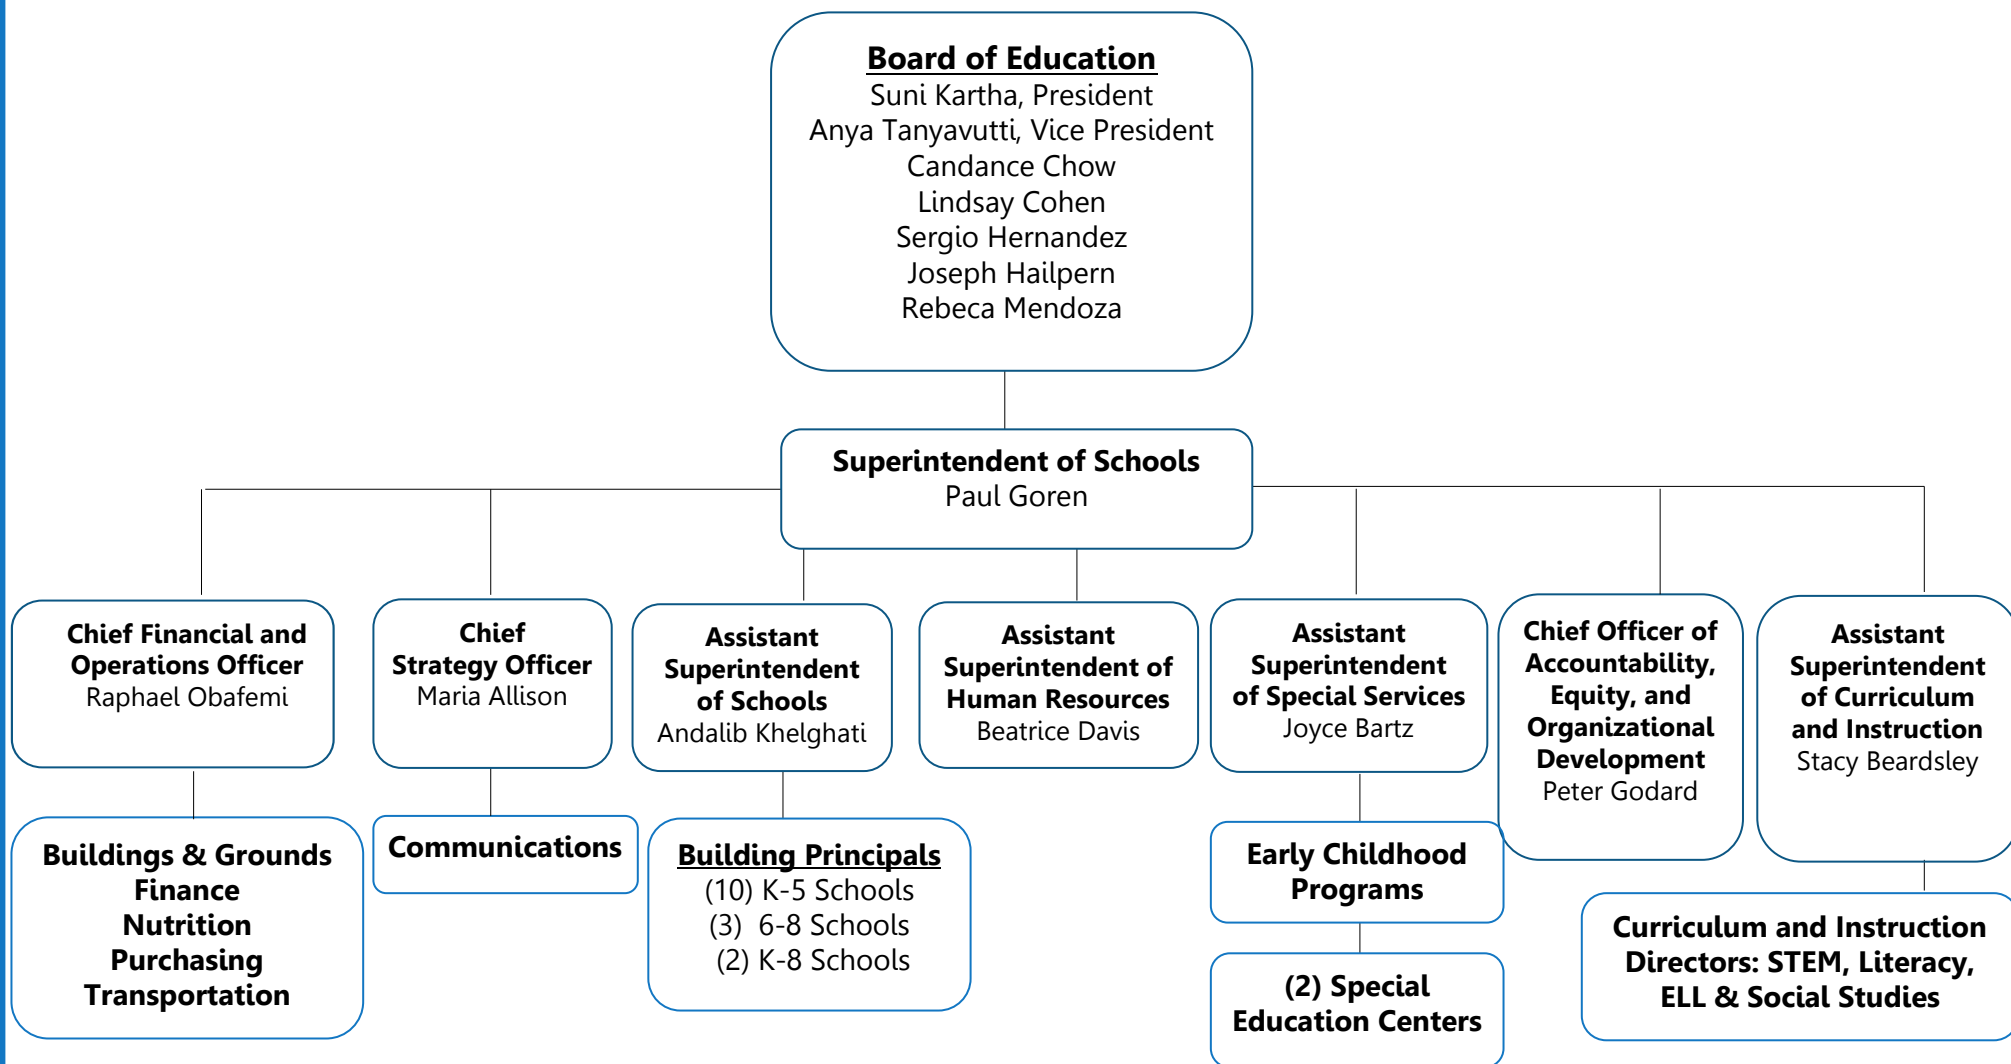 Board of Education
Suni Kartha, President
Anya Tanyavutti, Vice President
Candance Chow
Lindsay Cohen
Sergio Hernandez
Joseph Hailpern
Rebeca Mendoza
Superintendent of Schools
Paul Goren
Chief Financial and
Operations Officer
Raphael Obafemi
Chief
Strategy Officer
Maria Allison
Assistant
Superintendent
of Schools
Andalib Khelghati
Assistant
Superintendent of
Human Resources
Beatrice Davis
Assistant
Superintendent
of Special Services
Joyce Bartz
Chief Officer of
Accountability,
Equity, and
Organizational
Development
Peter Godard
Assistant
Superintendent
of Curriculum
and Instruction
Stacy Beardsley
Buildings & Grounds
Finance
Nutrition
Purchasing
Transportation
Communications
Building Principals
(10) K-5 Schools
(3) 6-8 Schools
(2) K-8 Schools
Early Childhood
Programs
(2) Special
Education Centers
Curriculum and Instruction
Directors: STEM, Literacy,
ELL & Social Studies